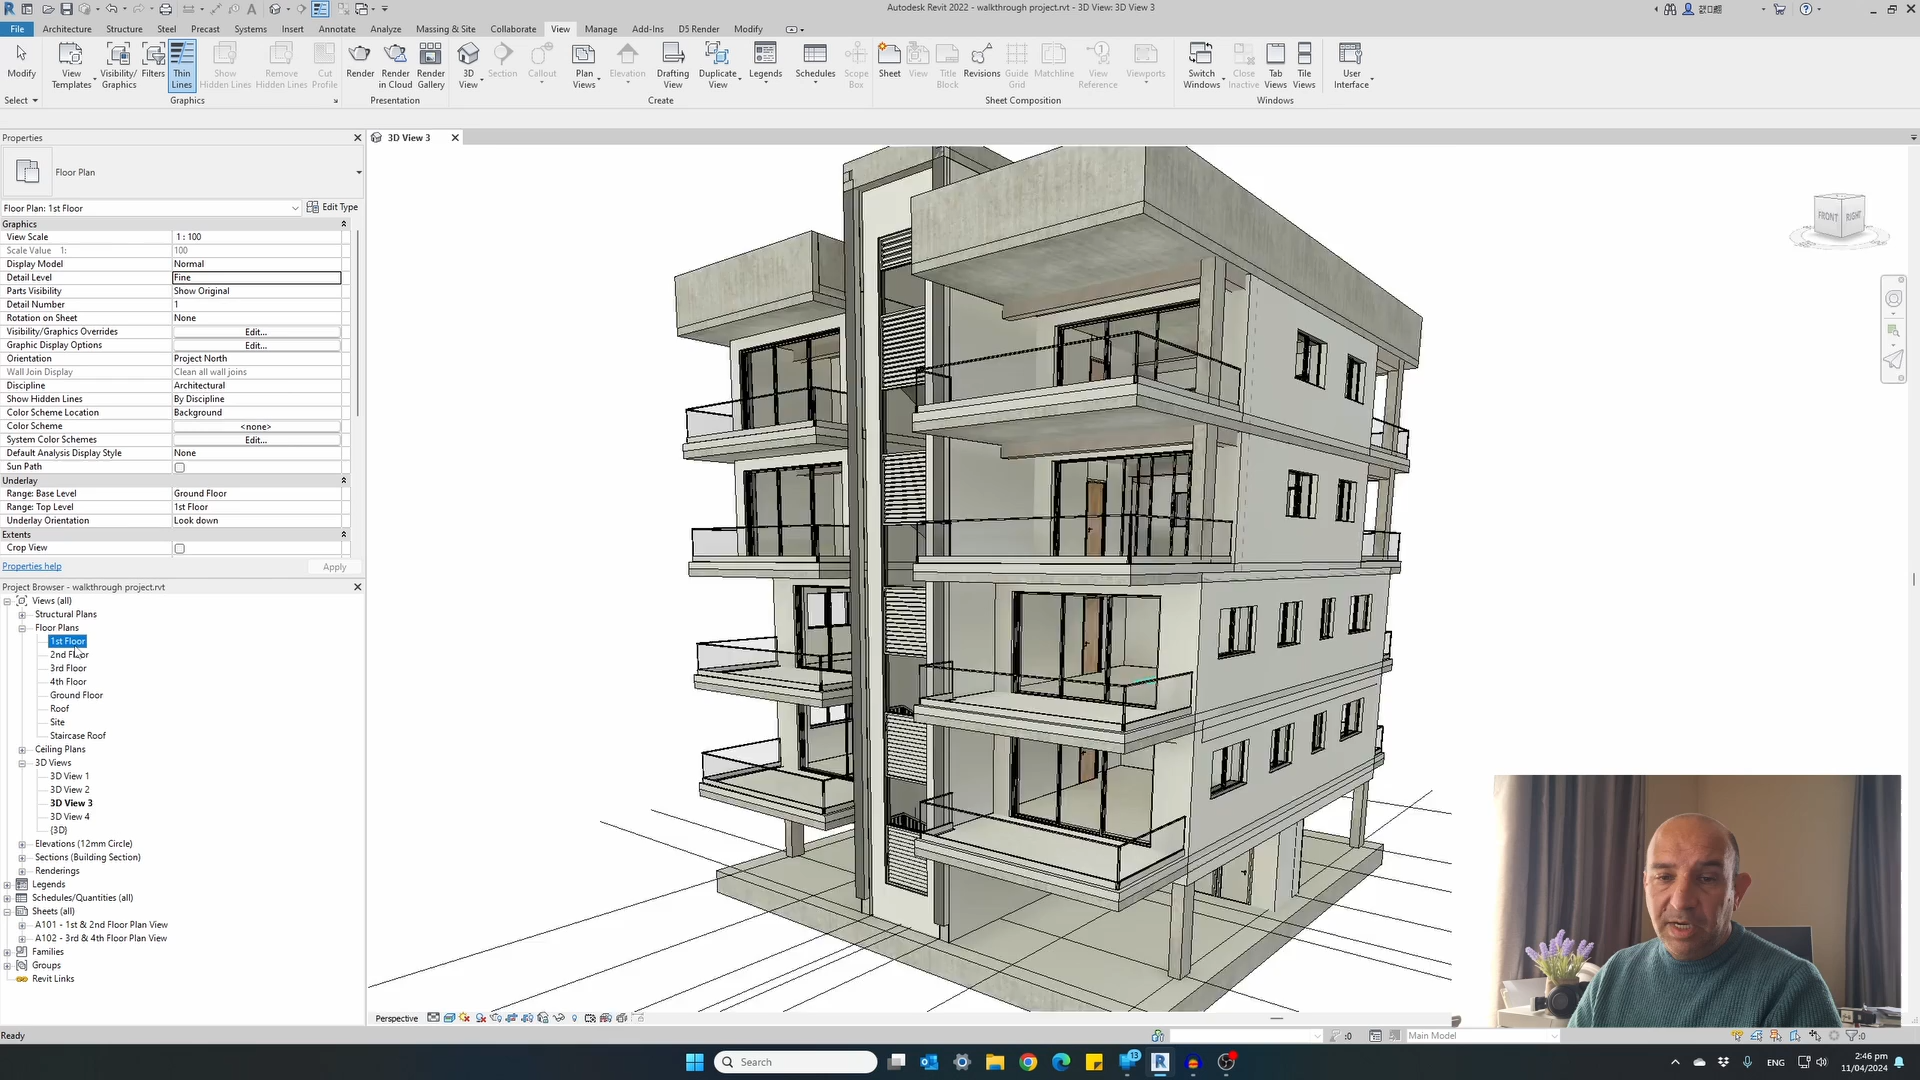 Autodesk Revit 2022 - walkthrough project.rvt - 3D View: 3D View 3
File Architecture Structure Steel Precast Systems Insert Annotate Analyze Massing & Site Collaborate View Manage Add-Ins D5 Render Modify
Modify
View Templates
Visibility/ Graphics
Filters
Thin Lines
Show Hidden Lines
Remove Hidden Lines
Cut Profile
Render
Render in Cloud
Render Gallery
3D View
Section
Callout
Plan Views
Elevation
Drafting View
Duplicate View
Legends
Schedules
Scope Box
Sheet
View
Title Block
Revisions
Guide Grid
Matchline
View Reference
Viewports
Switch Windows
Close Inactive
Tab Views
Tile Views
User Interface
Select Graphics Presentation Create Sheet Composition Windows
Properties
3D View 3
Floor Plan
Floor Plan: 1st Floor Edit Type
Graphics
View Scale 1 : 100
Scale Value 1: 100
Display Model Normal
Detail Level Fine
Parts Visibility Show Original
Detail Number 1
Rotation on Sheet None
Visibility/Graphics Overrides Edit...
Graphic Display Options Edit...
Orientation Project North
Wall Join Display Clean all wall joins
Discipline Architectural
Show Hidden Lines By Discipline
Color Scheme Location Background
Color Scheme <none>
System Color Schemes Edit...
Default Analysis Display Style None
Sun Path
Underlay
Range: Base Level Ground Floor
Range: Top Level 1st Floor
Underlay Orientation Look down
Extents
Crop View
Properties help Apply
Project Browser - walkthrough project.rvt
Views (all)
Structural Plans
Floor Plans
1st Floor
2nd Floor
3rd Floor
4th Floor
Ground Floor
Roof
Site
Staircase Roof
Ceiling Plans
3D Views
3D View 1
3D View 2
3D View 3
3D View 4
{3D}
Elevations (12mm Circle)
Sections (Building Section)
Renderings
Legends
Schedules/Quantities (all)
Sheets (all)
A101 - 1st & 2nd Floor Plan View
A102 - 3rd & 4th Floor Plan View
Families
Groups
Revit Links
FRONT RIGHT
Perspective
Ready
:0
Main Model
:0
Search
13
ENG
2:46 pm
11/04/2024